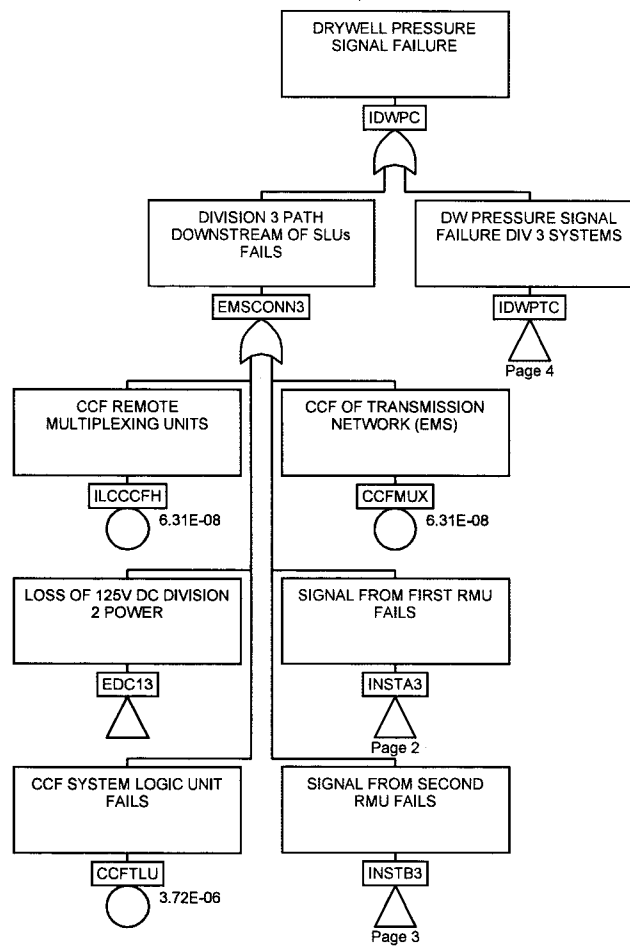 DRYWELL PRESSURE
SIGNAL FAILURE
IDWPC
DIVISION 3 PATH
DOWNSTREAM OF SLUs
FAILS
EMSCONN3
DW PRESSURE SIGNAL
FAILURE DIV 3 SYSTEMS
IDWPTC
Page 4
CCF REMOTE
MULTIPLEXING UNITS
ILCCCFH
6.31E-08
CCF OF TRANSMISSION
NETWORK (EMS)
CCFMUX
6.31E-08
LOSS OF 125V DC DIVISION
2 POWER
EDC13
SIGNAL FROM FIRST RMU
FAILS
INSTA3
Page 2
CCF SYSTEM LOGIC UNIT
FAILS
CCFTLU
3.72E-06
SIGNAL FROM SECOND
RMU FAILS
INSTB3
Page 3